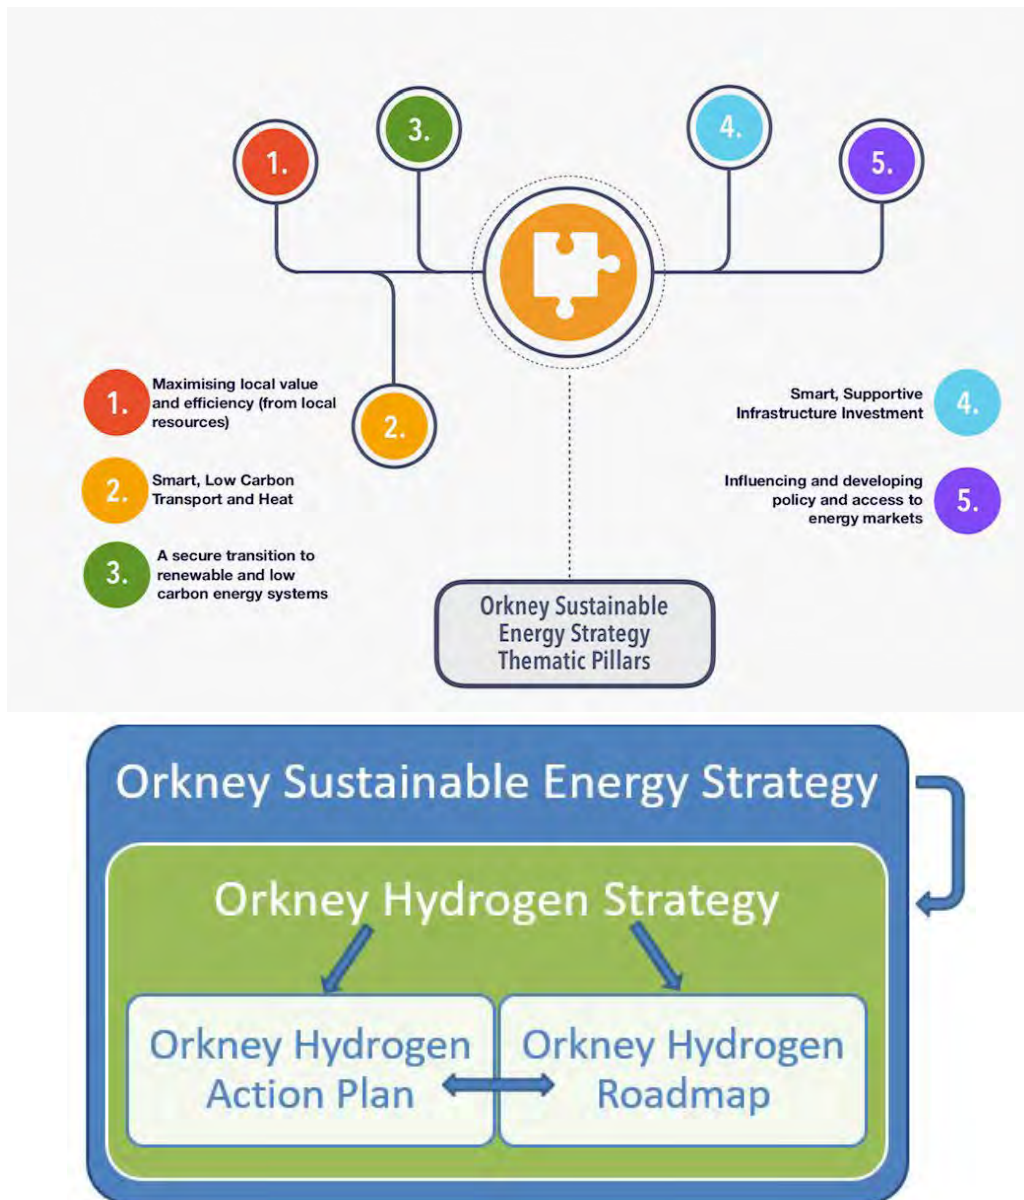 1.
3.
4.
5.
2.
1.
Maximising local value
and efficiency (from local
resources)
2.
Smart, Low Carbon
Transport and Heat
3.
A secure transition to
renewable and low
carbon energy systems
Smart, Supportive
Infrastructure Investment
4.
Influencing and developing
policy and access to
energy markets
5.
Orkney Sustainable
Energy Strategy
Thematic Pillars
Orkney Sustainable Energy Strategy
Orkney Hydrogen Strategy
Orkney Hydrogen
Action Plan
Orkney Hydrogen
Roadmap